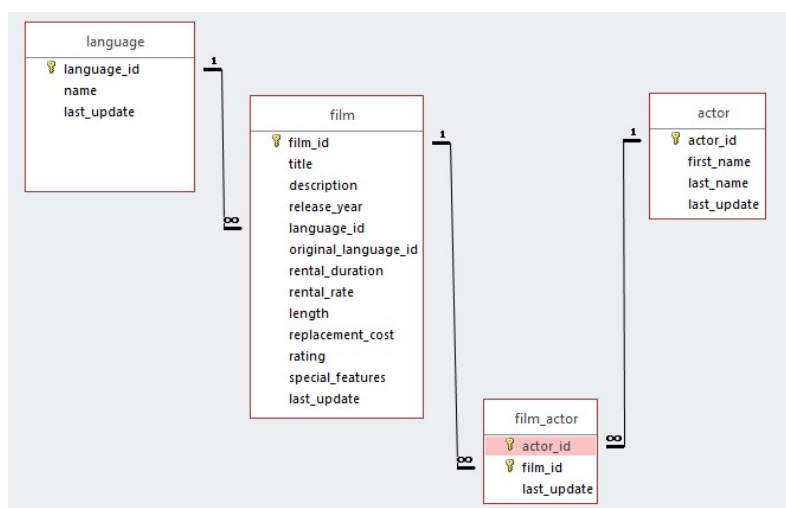 language
language_id
name
last_update
1
∞
film
film_id
title
description
release_year
language_id
original_language_id
rental_duration
rental_rate
length
replacement_cost
rating
special_features
last_update
1
∞
actor
actor_id
first_name
last_name
last_update
1
∞
film_actor
actor_id
film_id
last_update